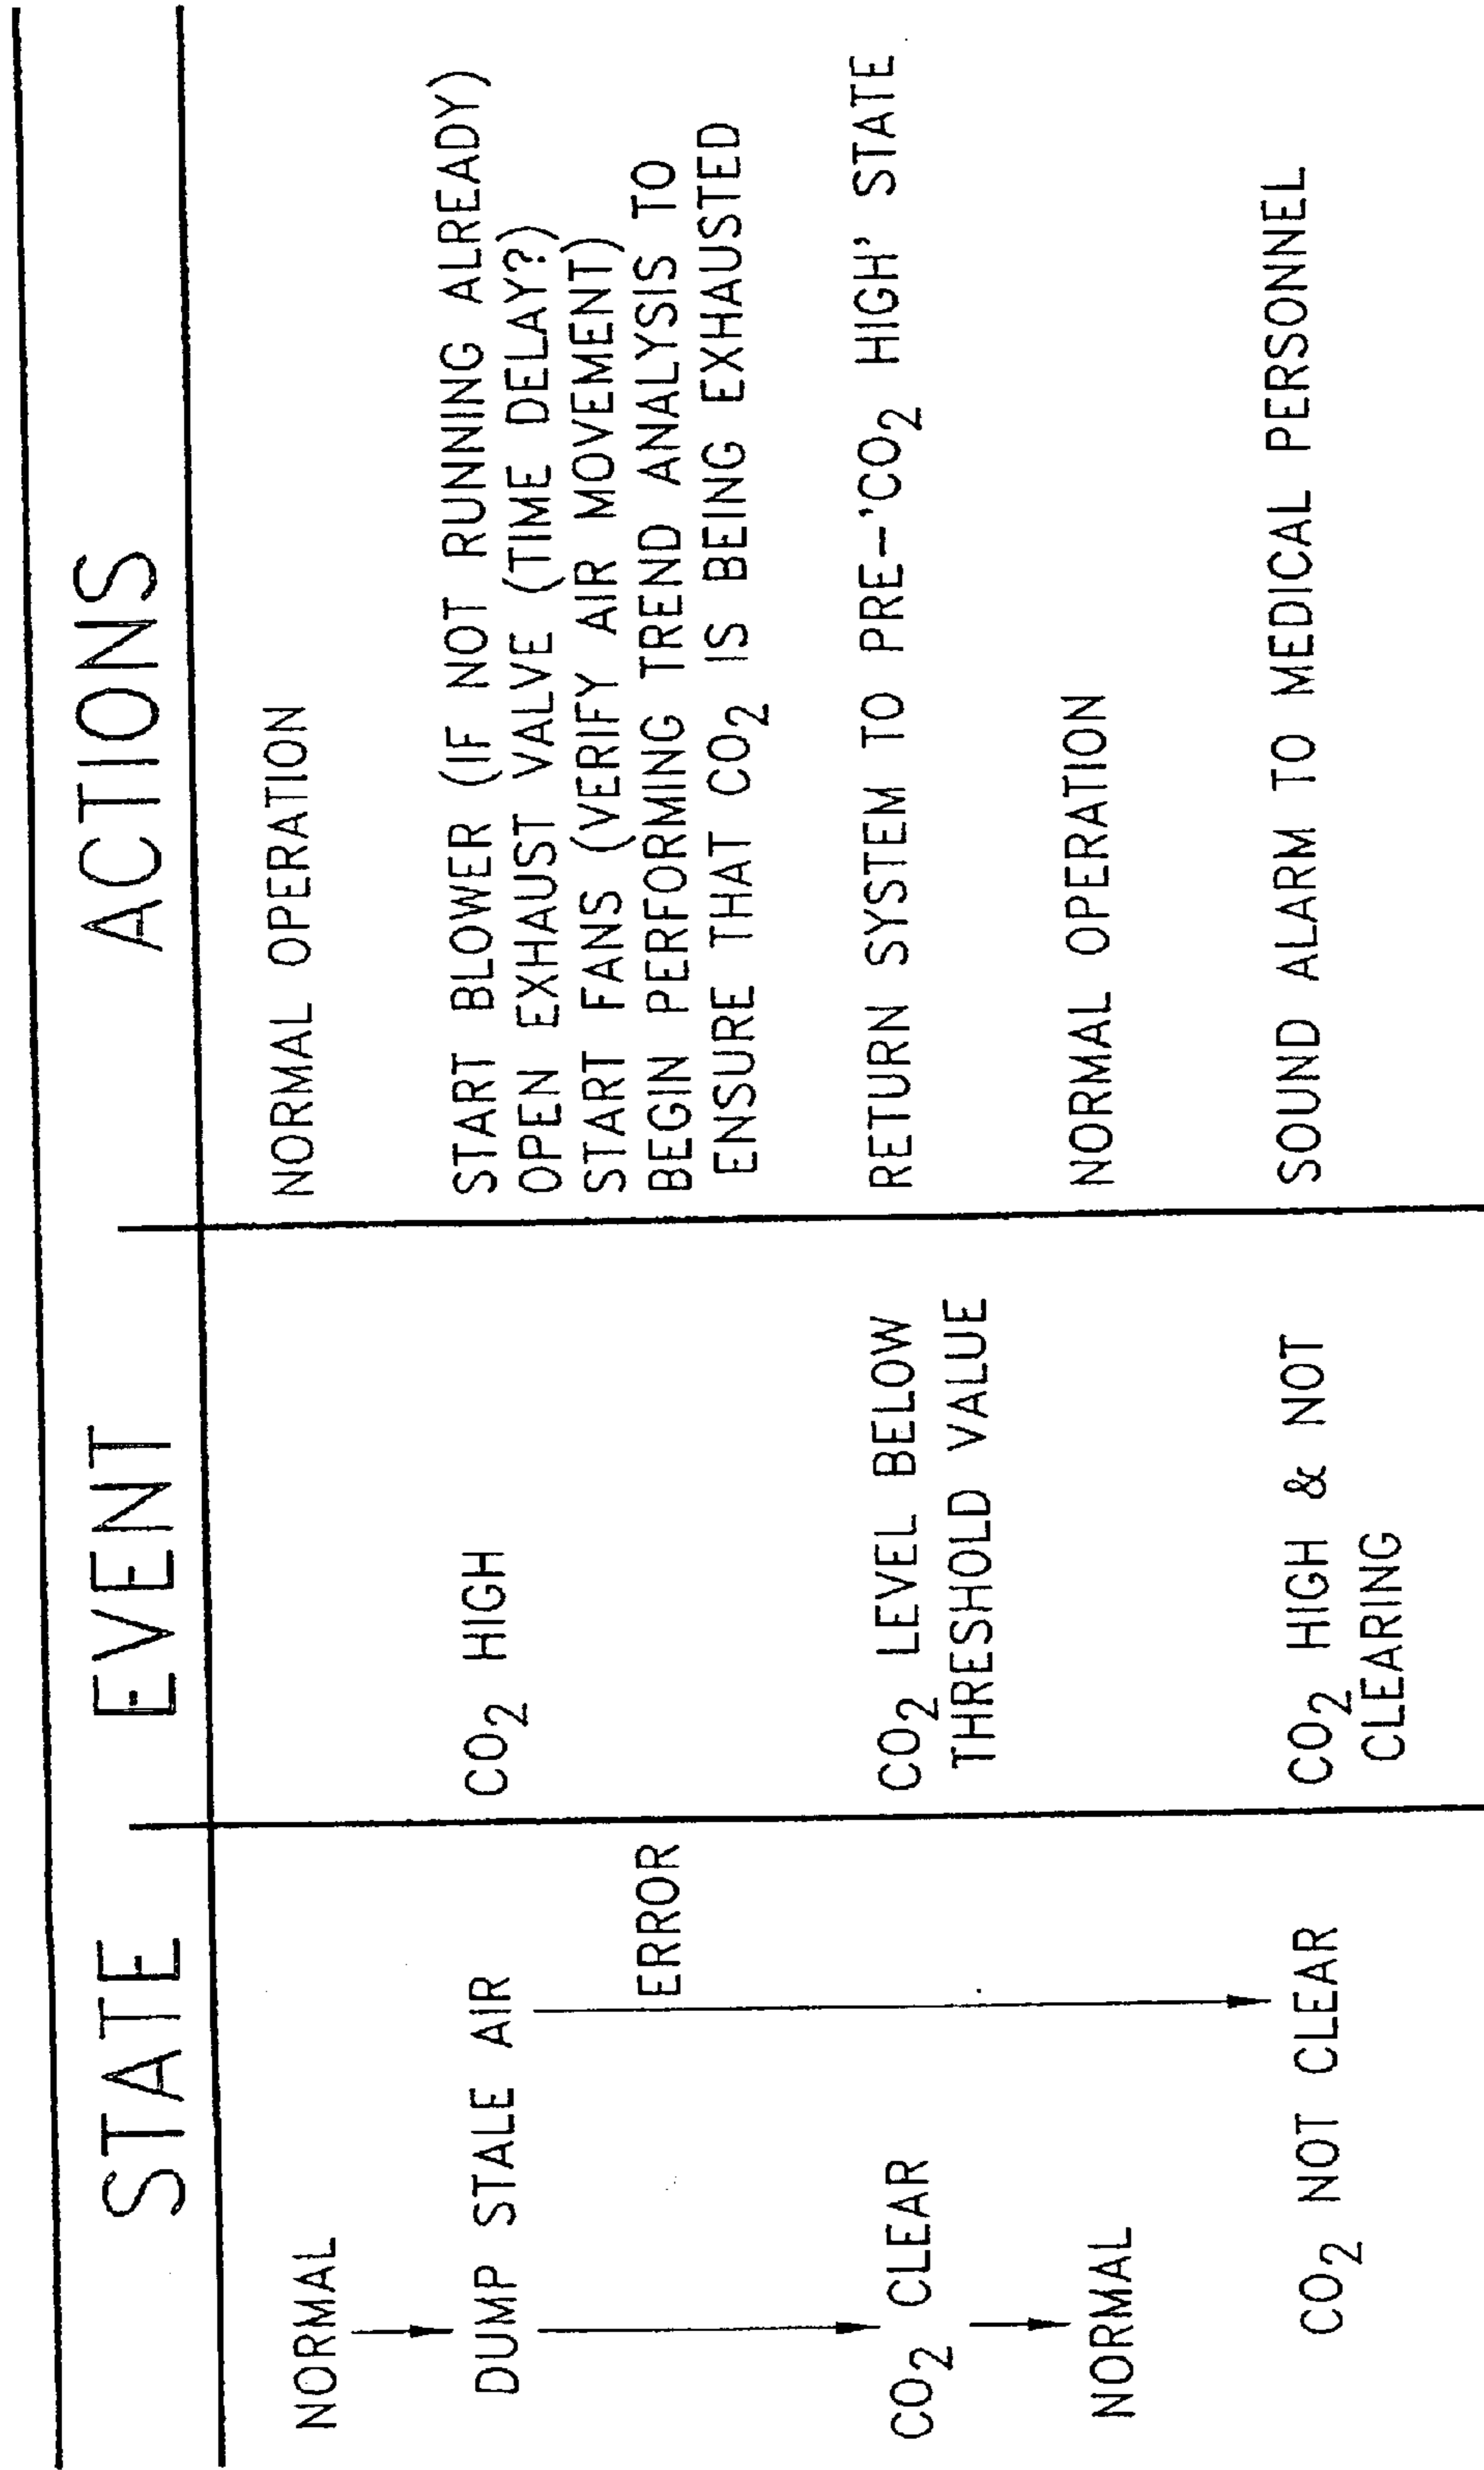 STATE EVENT ACTIONS
NORMAL NORMAL OPERATION
DUMP STALE AIR CO₂ HIGH START BLOWER (IF NOT RUNNING ALREADY)
OPEN EXHAUST VALVE (TIME DELAY?)
START FANS (VERIFY AIR MOVEMENT)
ERROR BEGIN PERFORMING TREND ANALYSIS TO
ENSURE THAT CO₂ IS BEING EXHAUSTED
CO₂ CLEAR CO₂ LEVEL BELOW RETURN SYSTEM TO PRE-'CO₂ HIGH' STATE
THRESHOLD VALUE
NORMAL NORMAL OPERATION
CO₂ NOT CLEAR CO₂ HIGH & NOT SOUND ALARM TO MEDICAL PERSONNEL
CLEARING